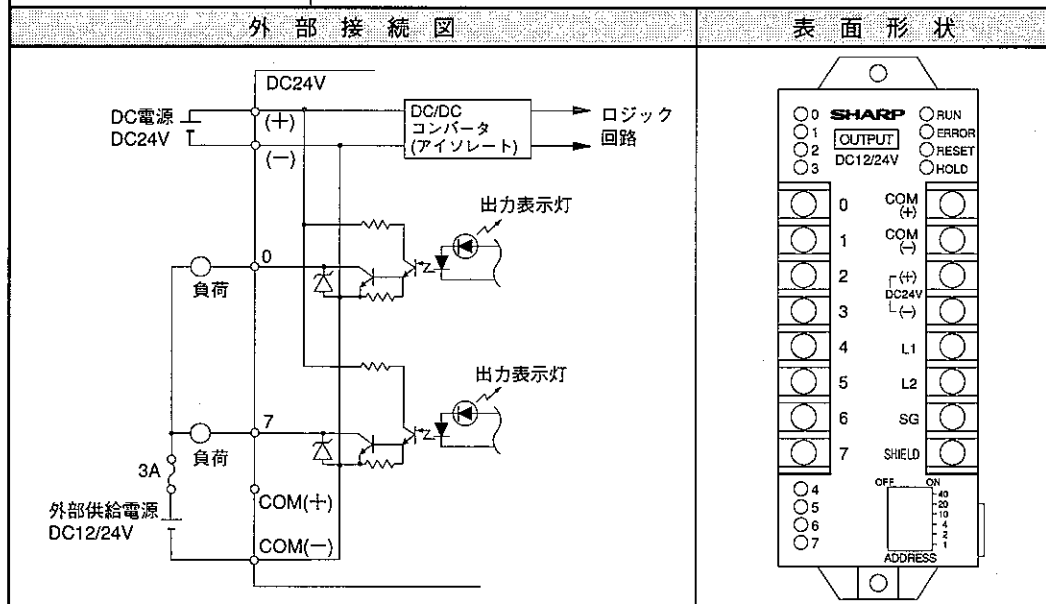 外部接続図
DC24V
DC電源
DC24V
(+)
(−)
DC/DC
コンバータ
(アイソレート)
ロジック
回路
出力表示灯
0
負荷
出力表示灯
7
負荷
3A
外部供給電源
DC12/24V
COM(+)
COM(−)
表面形状
0 SHARP RUN
1 OUTPUT ERROR
2 DC12/24V RESET
3 HOLD
0 COM(+)
1 COM(−)
2 (+)
DC24V
3 (−)
4 L1
5 L2
6 SG
7 SHIELD
OFF ON
4 40
5 20
6 10
7 4
2
1
ADDRESS